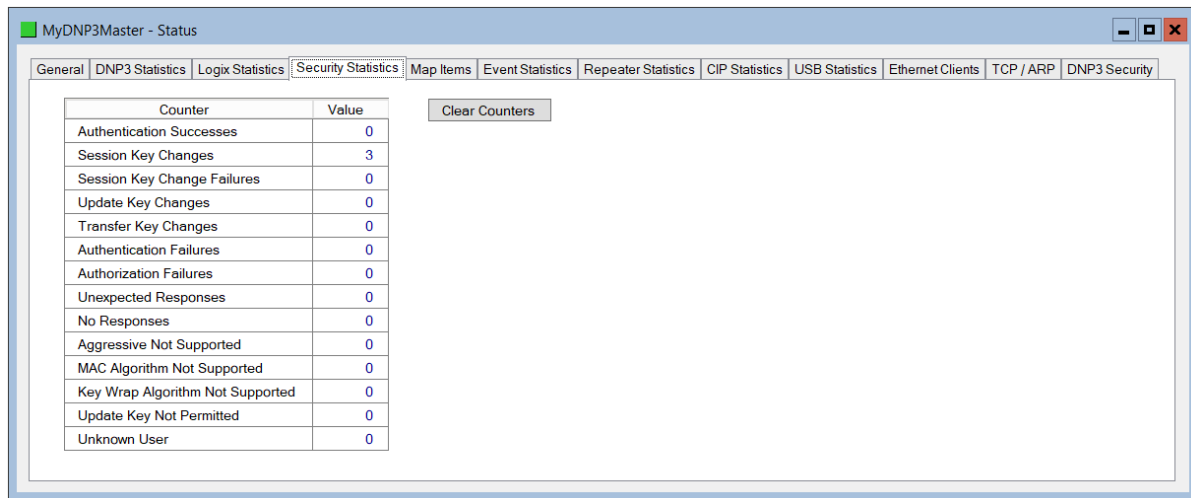 MyDNP3Master - Status
General DNP3 Statistics Logix Statistics Security Statistics Map Items Event Statistics Repeater Statistics CIP Statistics USB Statistics Ethernet Clients TCP / ARP DNP3 Security
Counter Value Clear Counters
Authentication Successes 0
Session Key Changes 3
Session Key Change Failures 0
Update Key Changes 0
Transfer Key Changes 0
Authentication Failures 0
Authorization Failures 0
Unexpected Responses 0
No Responses 0
Aggressive Not Supported 0
MAC Algorithm Not Supported 0
Key Wrap Algorithm Not Supported 0
Update Key Not Permitted 0
Unknown User 0